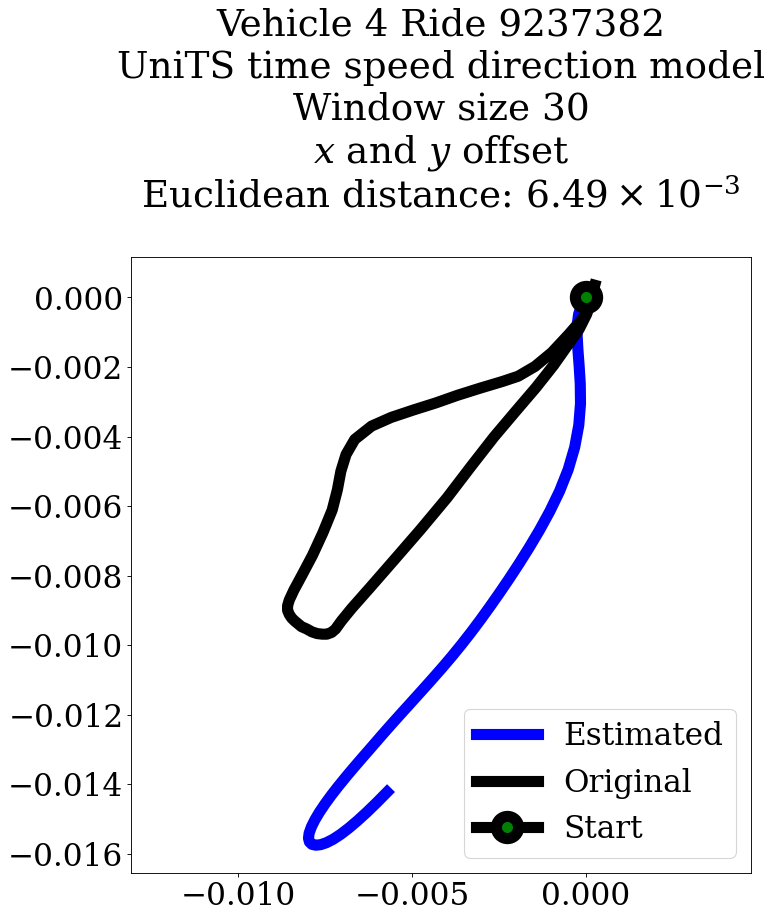 Vehicle 4 Ride 9237382
UniTS time speed direction model
Window size 30
x and y offset
Euclidean distance: 6.49 × 10⁻³
0.000
−0.002
−0.004
−0.006
−0.008
−0.010
−0.012
−0.014
−0.016
Estimated
Original
Start
−0.010 −0.005 0.000